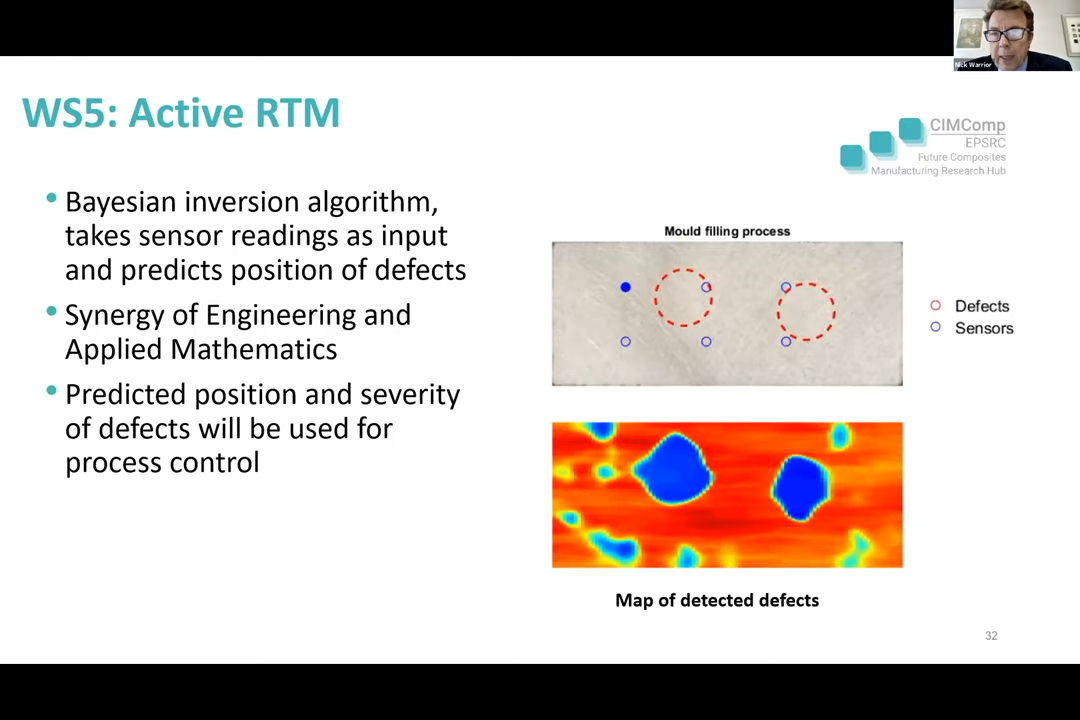 Nick Warrior
WS5: Active RTM
CIMComp
EPSRC
Future Composites
Manufacturing Research Hub
• Bayesian inversion algorithm,
takes sensor readings as input
and predicts position of defects
• Synergy of Engineering and
Applied Mathematics
• Predicted position and severity
of defects will be used for
process control
Mould filling process
Defects
Sensors
Map of detected defects
32